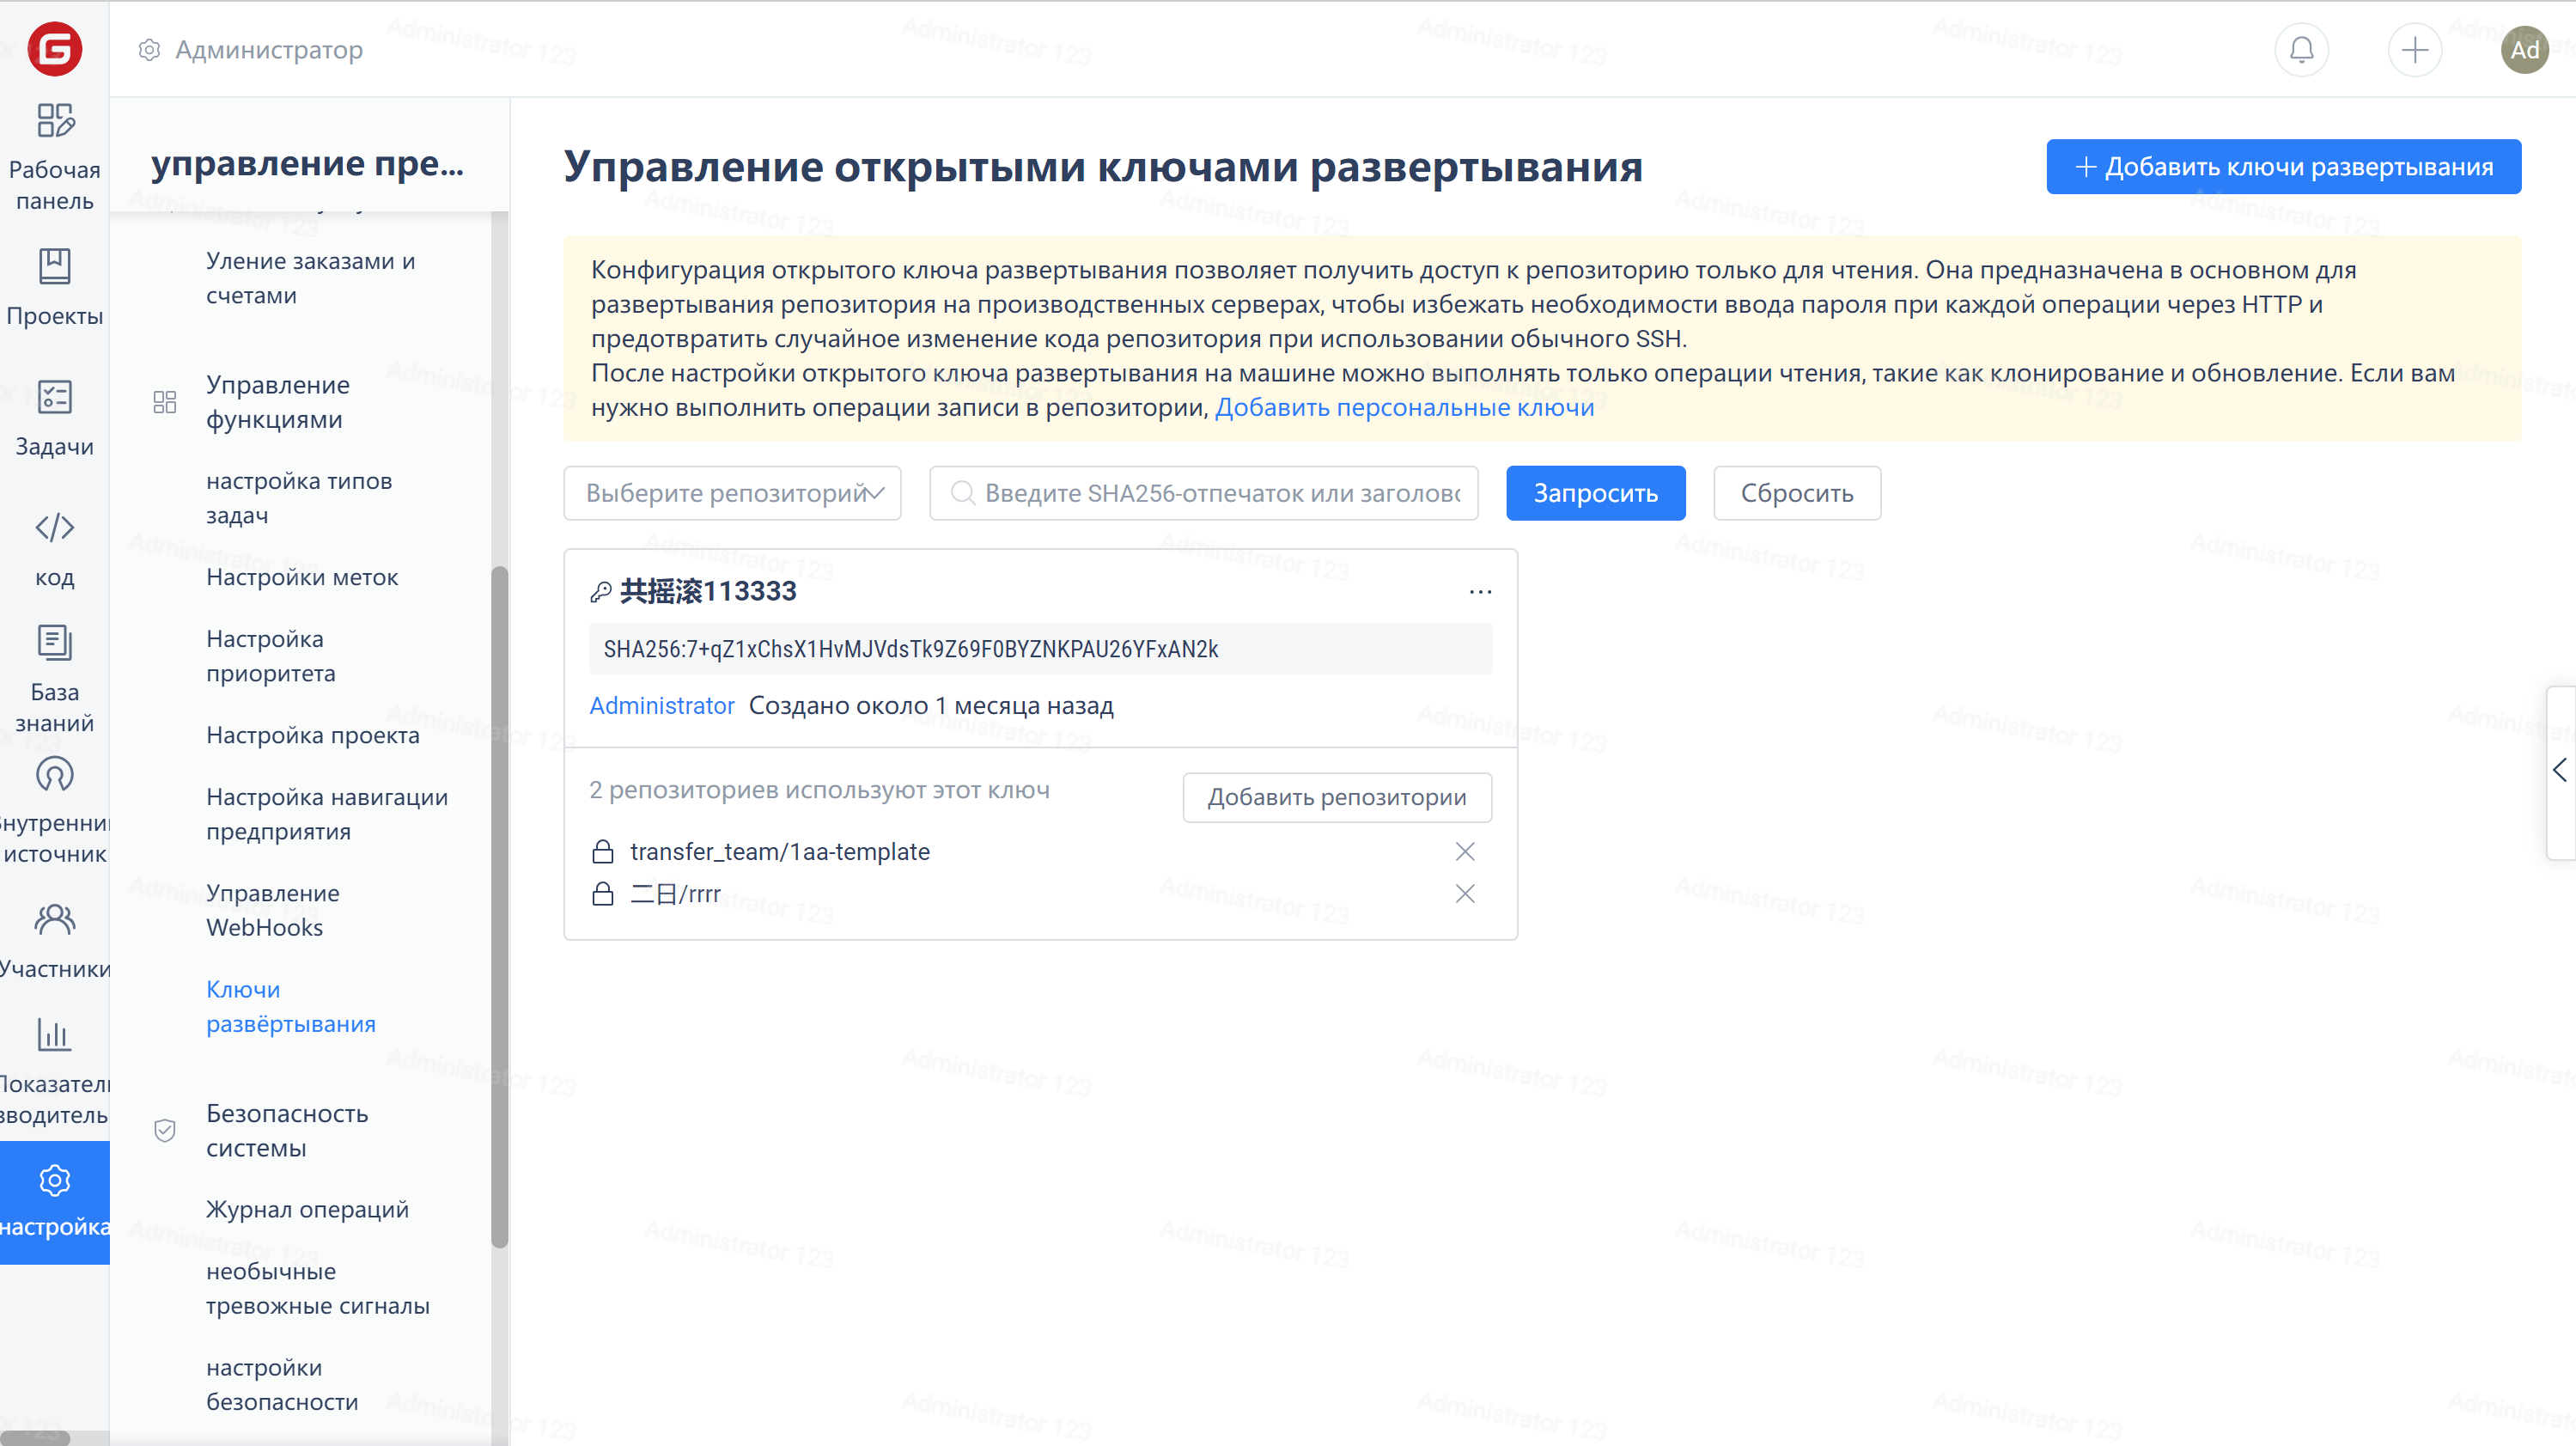 Администратор
Ad
Рабочая
панель
Проекты
Задачи
код
База
знаний
источник
Участники
настройка
управление пре...
Уление заказами и
счетами
Управление
функциями
настройка типов
задач
Настройки меток
Настройка
приоритета
Настройка проекта
Настройка навигации
предприятия
Управление
WebHooks
Ключи
развёртывания
Безопасность
системы
Журнал операций
необычные
тревожные сигналы
настройки
безопасности
Управление открытыми ключами развертывания
Добавить ключи развертывания
Конфигурация открытого ключа развертывания позволяет получить доступ к репозиторию только для чтения. Она предназначена в основном для
развертывания репозитория на производственных серверах, чтобы избежать необходимости ввода пароля при каждой операции через HTTP и
предотвратить случайное изменение кода репозитория при использовании обычного SSH.
После настройки открытого ключа развертывания на машине можно выполнять только операции чтения, такие как клонирование и обновление. Если вам
нужно выполнить операции записи в репозитории, Добавить персональные ключи
Выберите репозиторий
Введите SHA256-отпечаток или заголово
Запросить
Сбросить
共摇滚113333
SHA256:7+qZ1xChsX1HvMJVdsTk9Z69F0BYZNKPAU26YFxAN2k
Administrator Создано около 1 месяца назад
2 репозиториев используют этот ключ
Добавить репозитории
transfer_team/1aa-template
二日/rrrr
Administrator 123